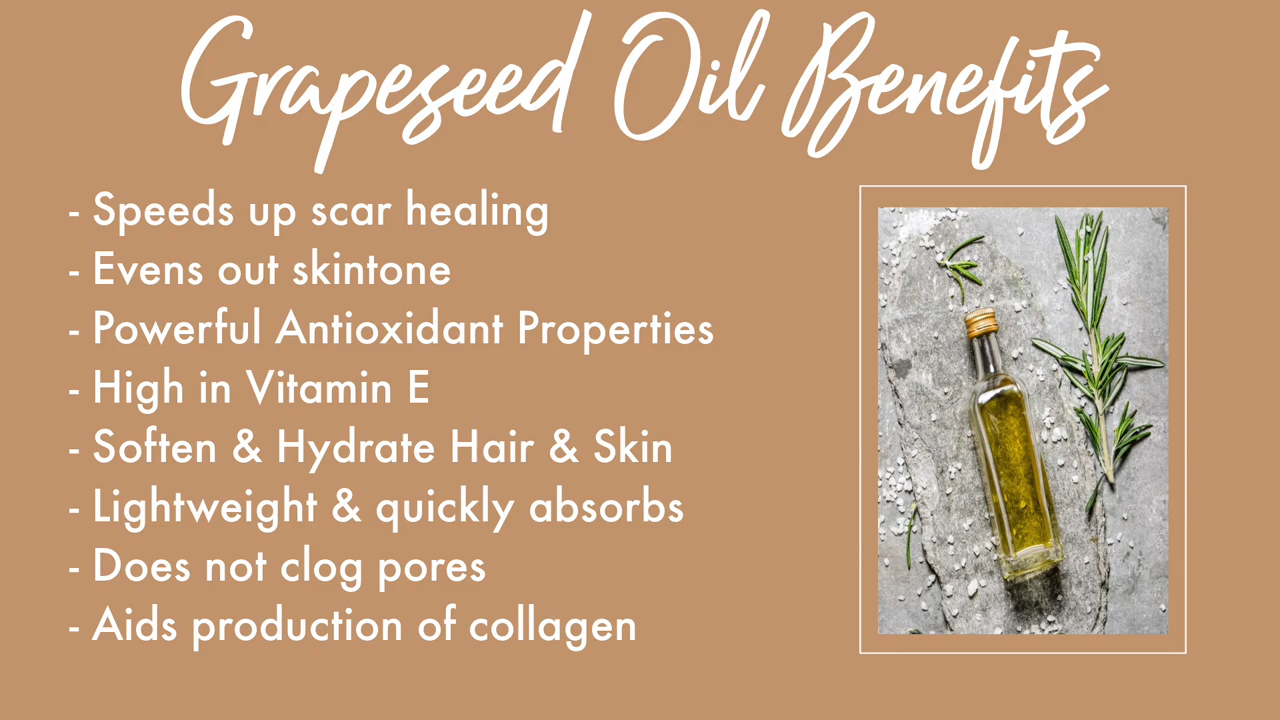 Grapeseed Oil Benefits
- Speeds up scar healing
- Evens out skintone
- Powerful Antioxidant Properties
- High in Vitamin E
- Soften & Hydrate Hair & Skin
- Lightweight & quickly absorbs
- Does not clog pores
- Aids production of collagen